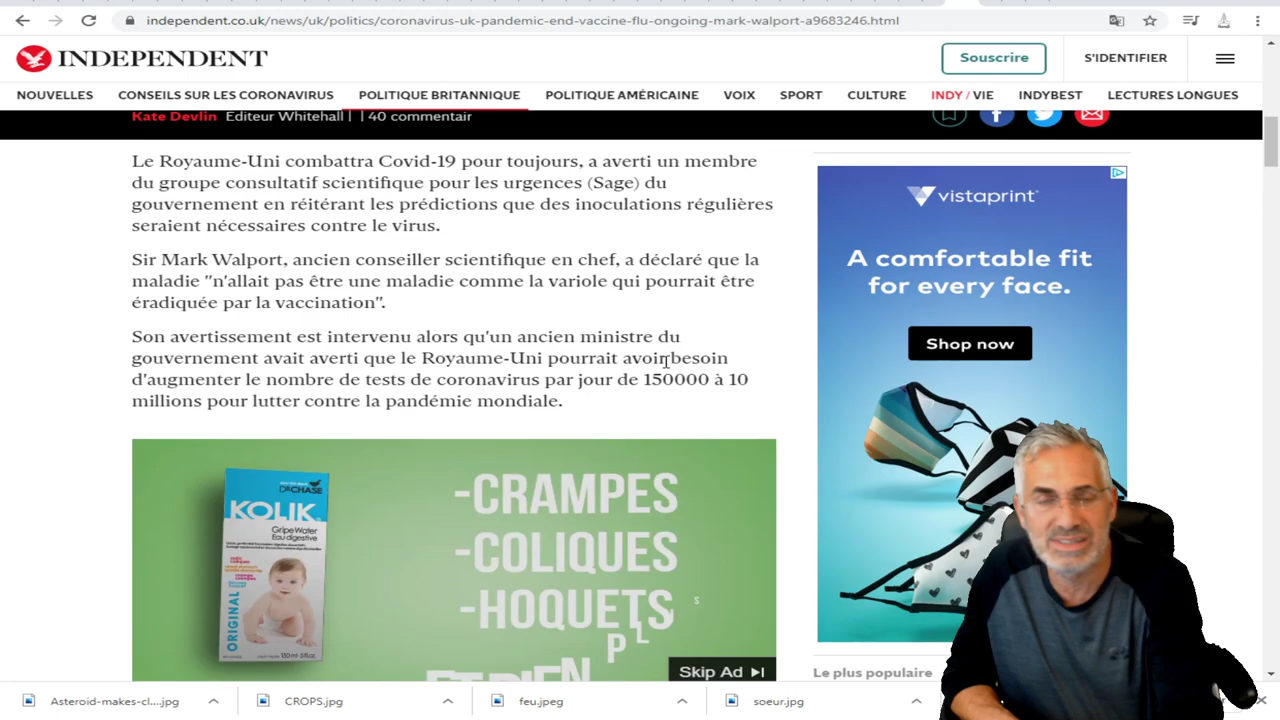 independent.co.uk/news/uk/politics/coronavirus-uk-pandemic-end-vaccine-flu-ongoing-mark-walport-a9683246.html
INDEPENDENT
Souscrire
S'IDENTIFIER
NOUVELLES CONSEILS SUR LES CORONAVIRUS POLITIQUE BRITANNIQUE POLITIQUE AMÉRICAINE VOIX SPORT CULTURE INDY / VIE INDYBEST LECTURES LONGUES
Kate Devlin Editeur Whitehall | | 40 commentair
Le Royaume-Uni combattra Covid-19 pour toujours, a averti un membre
du groupe consultatif scientifique pour les urgences (Sage) du
gouvernement en réitérant les prédictions que des inoculations régulières
seraient nécessaires contre le virus.
Sir Mark Walport, ancien conseiller scientifique en chef, a déclaré que la
maladie "n'allait pas être une maladie comme la variole qui pourrait être
éradiquée par la vaccination".
Son avertissement est intervenu alors qu'un ancien ministre du
gouvernement avait averti que le Royaume-Uni pourrait avoir besoin
d'augmenter le nombre de tests de coronavirus par jour de 150000 à 10
millions pour lutter contre la pandémie mondiale.
vistaprint
A comfortable fit
for every face.
Shop now
DR.CHASE
KOLIK
Gripe Water
Eau digestive
ORIGINAL
-CRAMPES
-COLIQUES
-HOQUETS
S
P L
Skip Ad
Le plus populaire
Asteroid-makes-cl....jpg
CROPS.jpg
feu.jpeg
soeur.jpg